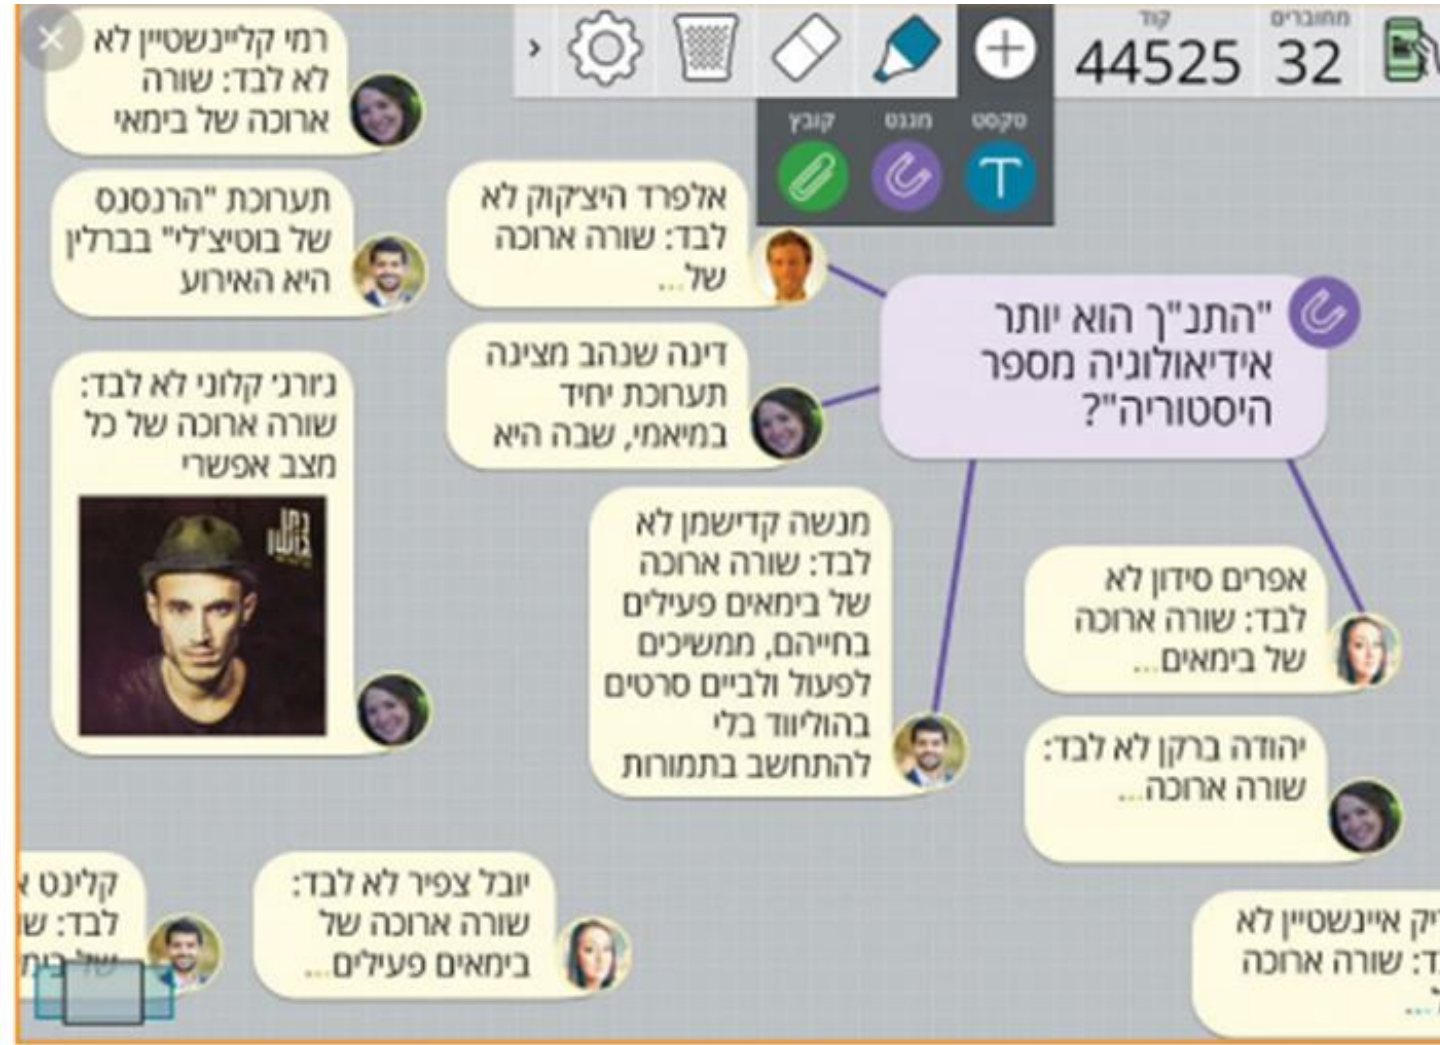 קוד
44525
מחוברים
32
קובץ
מגנט
טקסט
רמי קליינשטיין לא
לא לבד: שורה
ארוכה של בימאי
תערוכת "הרנסנס
של בוטיצ'לי" בברלין
היא האירוע
ג'ורג' קלוני לא לבד:
שורה ארוכה של כל
מצב אפשרי
אלפרד היצ'קוק לא
לבד: שורה ארוכה
של...
דינה שנהב מציגה
תערוכת יחיד
במיאמי, שבה היא
"התנ"ך הוא יותר
אידיאולוגיה מספר
היסטוריה"?
מנשה קדישמן לא
לבד: שורה ארוכה
של בימאים פעילים
בחייהם, ממשיכים
לפעול ולביים סרטים
בהוליווד בלי
להתחשב בתמורות
אפרים סידון לא
לבד: שורה ארוכה
של בימאים...
יהודה ברקן לא לבד:
שורה ארוכה...
יובל צפיר לא לבד:
שורה ארוכה של
בימאים פעילים...
קלינט
לבד:
של
איינשטיין לא
שורה ארוכה